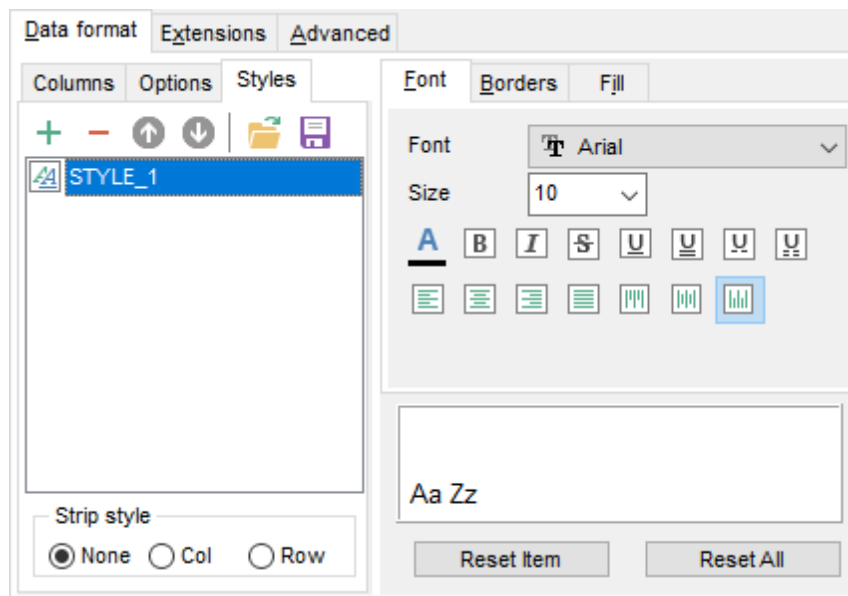 Data format Extensions Advanced
Columns Options Styles
Font Borders Fill
Font Arial
Size 10
STYLE_1
A B I S U U U U
Aa Zz
Strip style
None Col Row
Reset Item Reset All